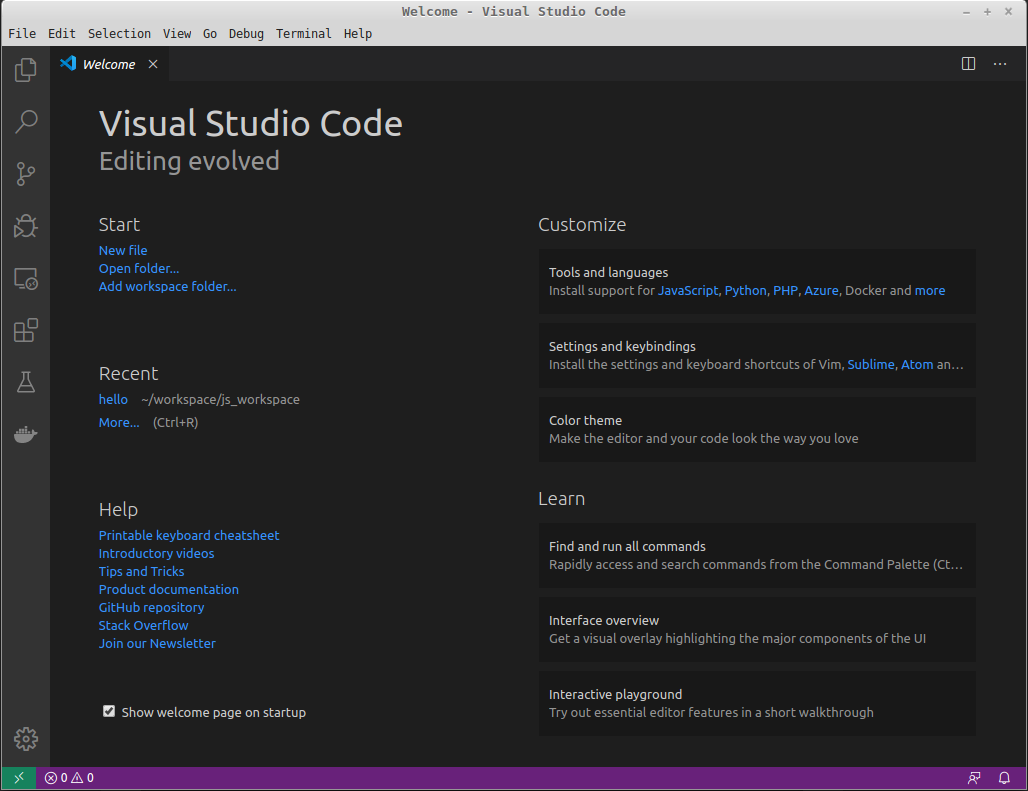 Welcome - Visual Studio Code
File Edit Selection View Go Debug Terminal Help
Welcome
Visual Studio Code
Editing evolved
Start
New file
Open folder...
Add workspace folder...
Recent
hello ~/workspace/js_workspace
More... (Ctrl+R)
Help
Printable keyboard cheatsheet
Introductory videos
Tips and Tricks
Product documentation
GitHub repository
Stack Overflow
Join our Newsletter
Show welcome page on startup
Customize
Tools and languages
Install support for JavaScript, Python, PHP, Azure, Docker and more
Settings and keybindings
Install the settings and keyboard shortcuts of Vim, Sublime, Atom an...
Color theme
Make the editor and your code look the way you love
Learn
Find and run all commands
Rapidly access and search commands from the Command Palette (Ct...
Interface overview
Get a visual overlay highlighting the major components of the UI
Interactive playground
Try out essential editor features in a short walkthrough
0 0